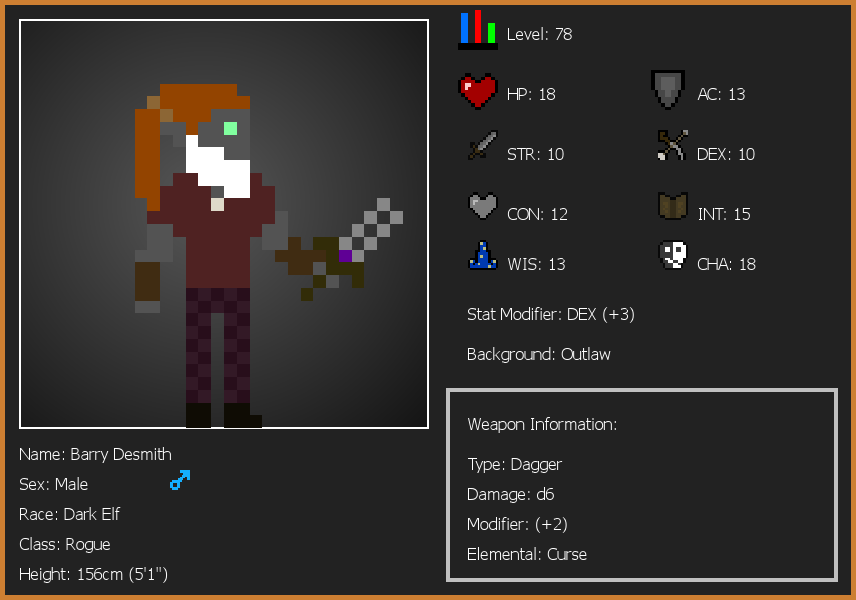 Level: 78
HP: 18
AC: 13
STR: 10
DEX: 10
CON: 12
INT: 15
WIS: 13
CHA: 18
Stat Modifier: DEX (+3)
Background: Outlaw
Weapon Information:
Type: Dagger
Damage: d6
Modifier: (+2)
Elemental: Curse
Name: Barry Desmith
Sex: Male
Race: Dark Elf
Class: Rogue
Height: 156cm (5'1")